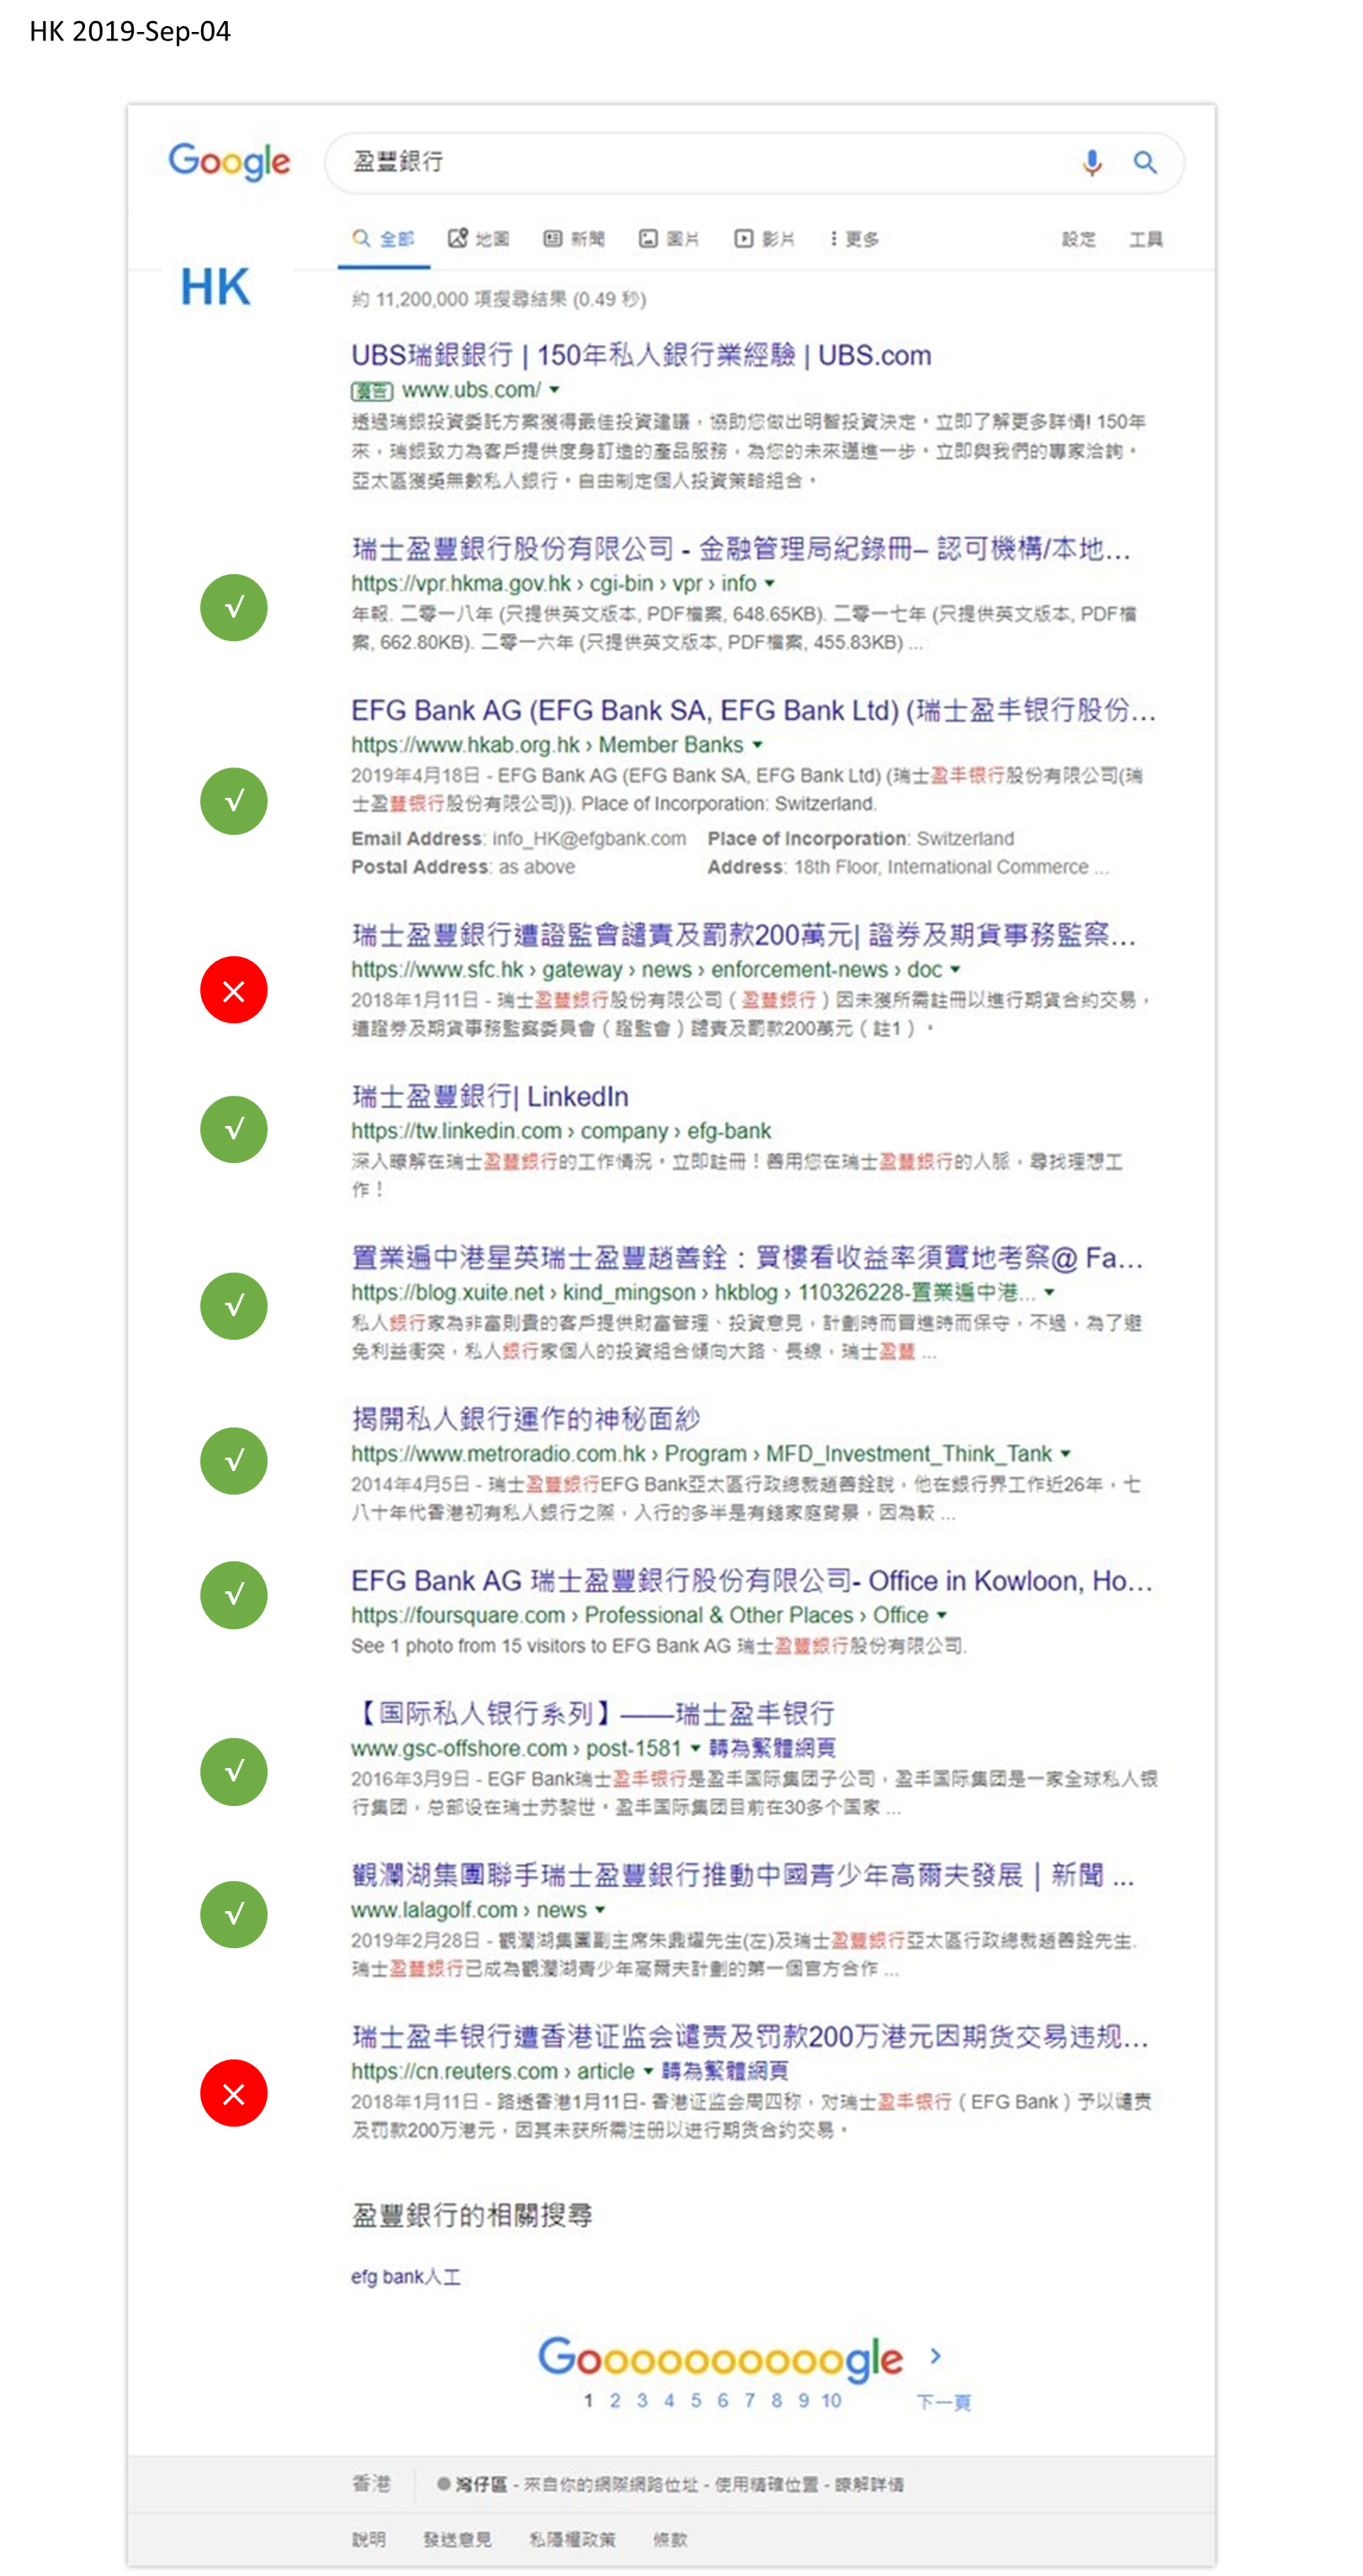 HK 2019-Sep-04
Google
盈豐銀行
全部 地圖 新聞 圖片 影片 更多 設定 工具
HK
約 11,200,000 項搜尋結果 (0.49 秒)
UBS瑞銀銀行 | 150年私人銀行業經驗 | UBS.com
廣告 www.ubs.com/
透過瑞銀投資委託方案獲得最佳投資建議，協助您做出明智投資決定。立即了解更多詳情! 150年
來，瑞銀致力為客戶提供度身訂造的產品服務，為您的未來邁進一步。立即與我們的專家洽詢。
亞太區獲獎無數私人銀行。自由制定個人投資策略組合。
瑞士盈豐銀行股份有限公司 - 金融管理局紀錄冊– 認可機構/本地...
https://vpr.hkma.gov.hk › cgi-bin › vpr › info
√
年報. 二零一八年 (只提供英文版本, PDF檔案, 648.65KB). 二零一七年 (只提供英文版本, PDF檔
案, 662.80KB). 二零一六年 (只提供英文版本, PDF檔案, 455.83KB) ...
EFG Bank AG (EFG Bank SA, EFG Bank Ltd) (瑞士盈丰银行股份...
https://www.hkab.org.hk › Member Banks
2019年4月18日 - EFG Bank AG (EFG Bank SA, EFG Bank Ltd) (瑞士盈丰银行股份有限公司(瑞
√
士盈豐銀行股份有限公司)). Place of Incorporation: Switzerland.
Email Address: info_HK@efgbank.com Place of Incorporation: Switzerland
Postal Address: as above Address: 18th Floor, International Commerce ...
瑞士盈豐銀行遭證監會譴責及罰款200萬元| 證券及期貨事務監察...
https://www.sfc.hk › gateway › news › enforcement-news › doc
×
2018年1月11日 - 瑞士盈豐銀行股份有限公司（盈豐銀行）因未獲所需註冊以進行期貨合約交易，
遭證券及期貨事務監察委員會（證監會）譴責及罰款200萬元（註1）。
瑞士盈豐銀行| LinkedIn
√
https://tw.linkedin.com › company › efg-bank
深入瞭解在瑞士盈豐銀行的工作情況。立即註冊！善用您在瑞士盈豐銀行的人脈，尋找理想工
作！
置業遍中港星英瑞士盈豐趙善銓：買樓看收益率須實地考察@ Fa...
https://blog.xuite.net › kind_mingson › hkblog › 110326228-置業遍中港...
√
私人銀行家為非富則貴的客戶提供財富管理、投資意見，計劃時而冒進時而保守，不過，為了避
免利益衝突，私人銀行家個人的投資組合傾向大路、長線，瑞士盈豐 ...
揭開私人銀行運作的神秘面紗
https://www.metroradio.com.hk › Program › MFD_Investment_Think_Tank
√
2014年4月5日 - 瑞士盈豐銀行EFG Bank亞太區行政總裁趙善銓說，他在銀行界工作近26年，七
八十年代香港初有私人銀行之際，入行的多半是有錢家庭背景，因為較 ...
EFG Bank AG 瑞士盈豐銀行股份有限公司- Office in Kowloon, Ho...
√
https://foursquare.com › Professional & Other Places › Office
See 1 photo from 15 visitors to EFG Bank AG 瑞士盈豐銀行股份有限公司.
【国际私人银行系列】——瑞士盈丰银行
www.gsc-offshore.com › post-1581 轉為繁體網頁
√
2016年3月9日 - EGF Bank瑞士盈丰银行是盈丰国际集团子公司，盈丰国际集团是一家全球私人银
行集团，总部设在瑞士苏黎世。盈丰国际集团目前在30多个国家 ...
觀瀾湖集團聯手瑞士盈豐銀行推動中國青少年高爾夫發展 | 新聞 ...
www.lalagolf.com › news
√
2019年2月28日 - 觀瀾湖集團副主席朱鼎耀先生(左)及瑞士盈豐銀行亞太區行政總裁趙善銓先生.
瑞士盈豐銀行已成為觀瀾湖青少年高爾夫計劃的第一個官方合作 ...
瑞士盈丰银行遭香港证监会谴责及罚款200万港元因期货交易违规...
https://cn.reuters.com › article 轉為繁體網頁
×
2018年1月11日 - 路透香港1月11日- 香港证监会周四称，对瑞士盈丰银行（EFG Bank）予以谴责
及罚款200万港元，因其未获所需注册以进行期货合约交易。
盈豐銀行的相關搜尋
efg bank人工
Goooooooooogle
1 2 3 4 5 6 7 8 9 10 下一頁
香港 灣仔區 - 來自你的網際網路位址 - 使用精確位置 - 瞭解詳情
說明 發送意見 私隱權政策 條款